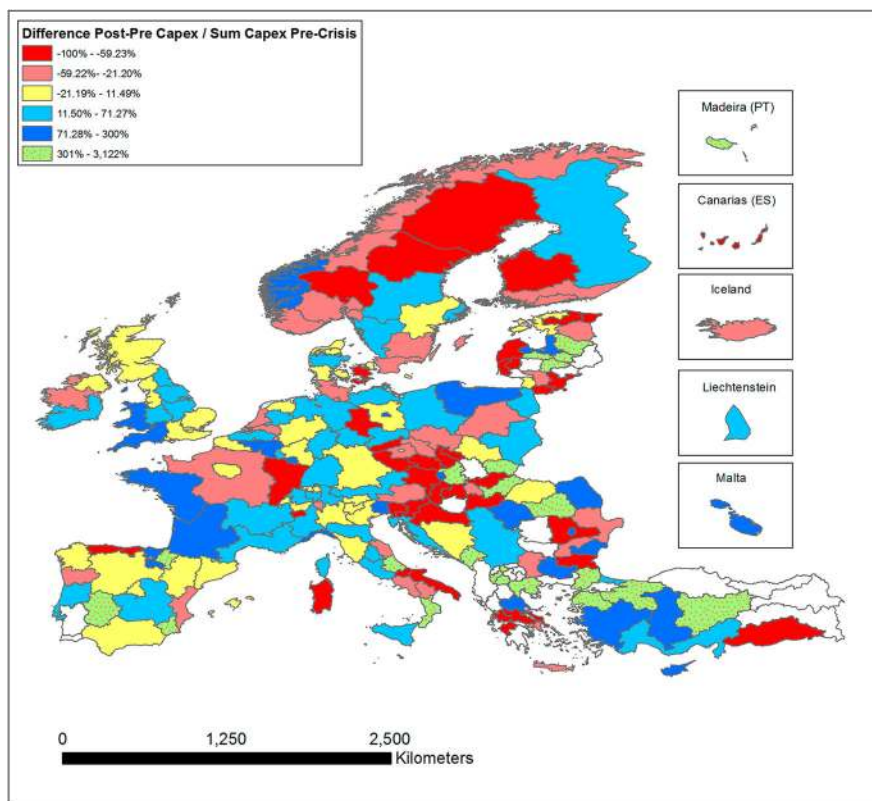 Difference Post-Pre Capex / Sum Capex Pre-Crisis
-100% - -59.23%
-59.22%- -21.20%
-21.19% - 11.49%
11.50% - 71.27%
71.28% - 300%
301% - 3,122%
Madeira (PT)
Canarias (ES)
Iceland
Liechtenstein
Malta
0 1,250 2,500
Kilometers